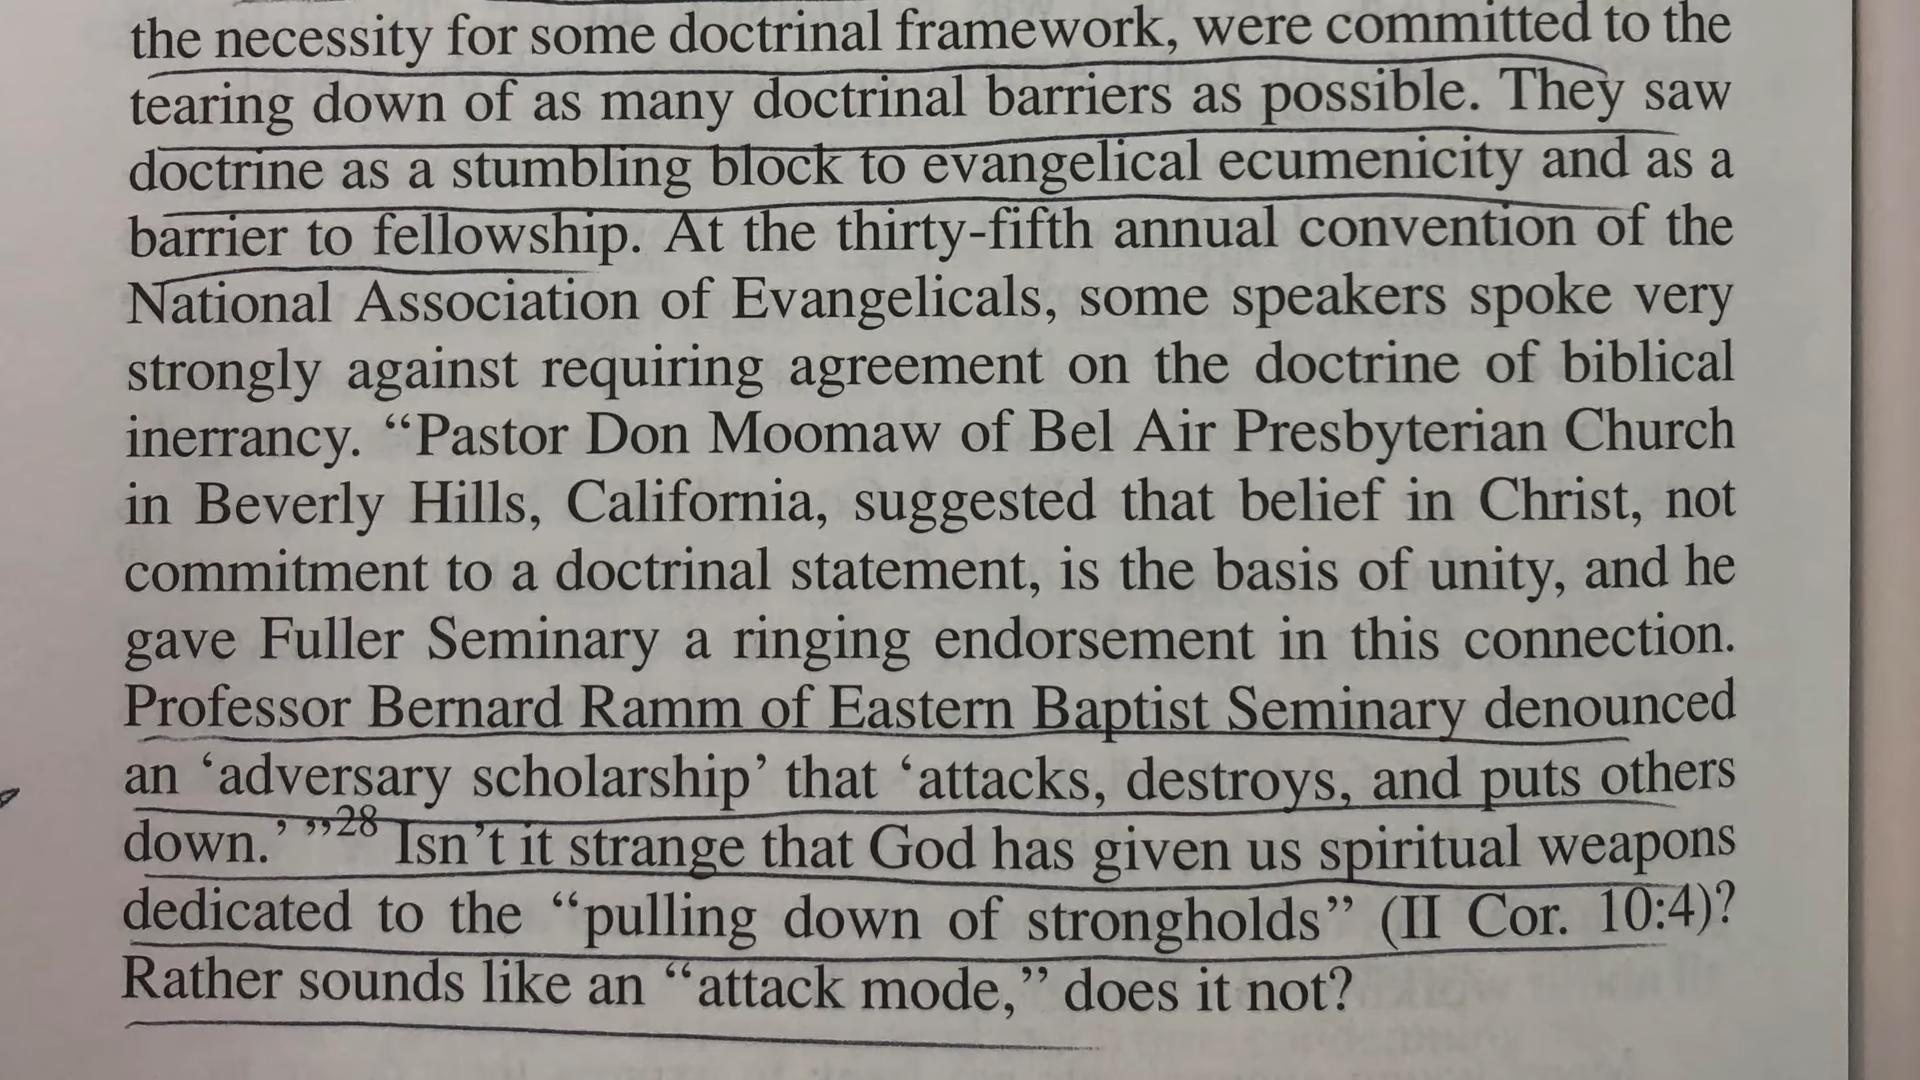 the necessity for some doctrinal framework, were committed to the
tearing down of as many doctrinal barriers as possible. They saw
doctrine as a stumbling block to evangelical ecumenicity and as a
barrier to fellowship. At the thirty-fifth annual convention of the
National Association of Evangelicals, some speakers spoke very
strongly against requiring agreement on the doctrine of biblical
inerrancy. “Pastor Don Moomaw of Bel Air Presbyterian Church
in Beverly Hills, California, suggested that belief in Christ, not
commitment to a doctrinal statement, is the basis of unity, and he
gave Fuller Seminary a ringing endorsement in this connection.
Professor Bernard Ramm of Eastern Baptist Seminary denounced
an ‘adversary scholarship’ that ‘attacks, destroys, and puts others
down.’ ”28 Isn’t it strange that God has given us spiritual weapons
dedicated to the “pulling down of strongholds” (II Cor. 10:4)?
Rather sounds like an “attack mode,” does it not?